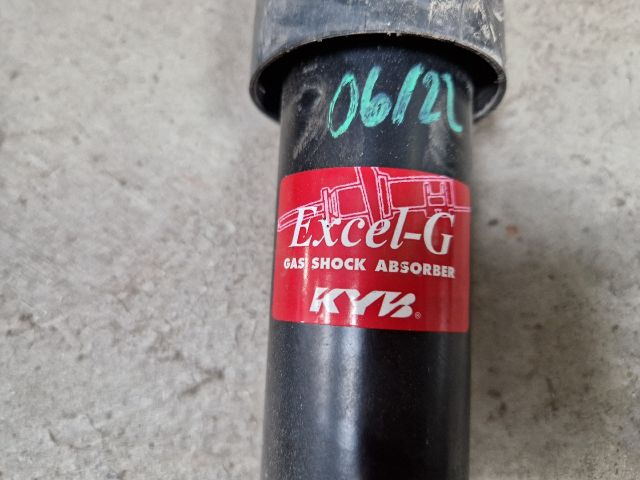 06/22
Excel-G
GAS SHOCK ABSORBER
KYB®